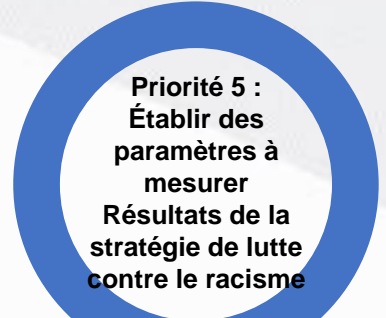 Priorité 5 :
Établir des
paramètres à
mesurer
Résultats de la
stratégie de lutte
contre le racisme